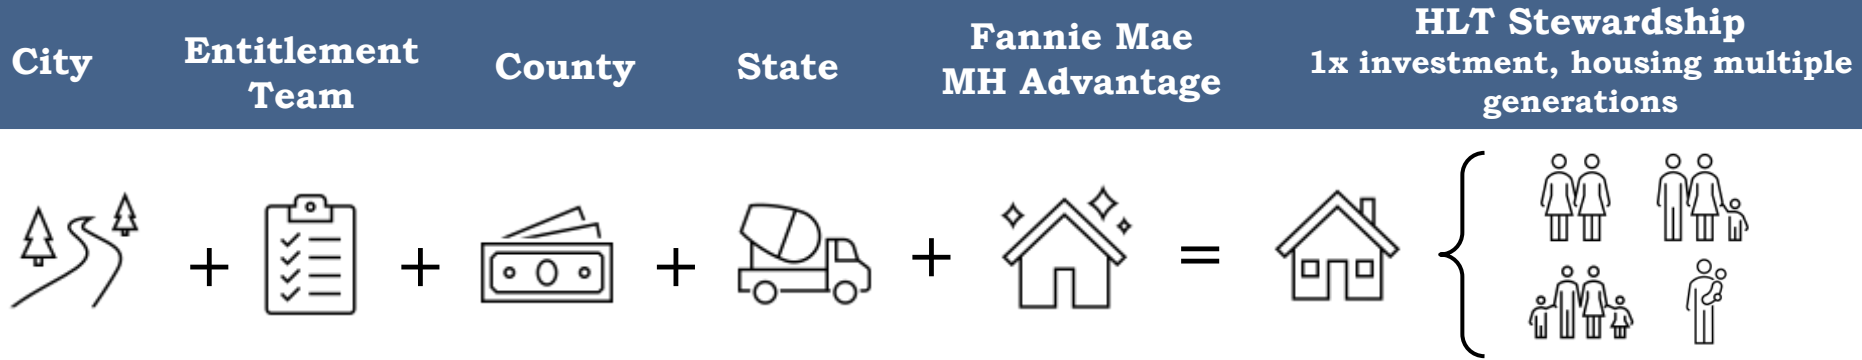 City
Entitlement
Team
County
State
Fannie Mae
MH Advantage
HLT Stewardship
1x investment, housing multiple
generations
+ + + + =